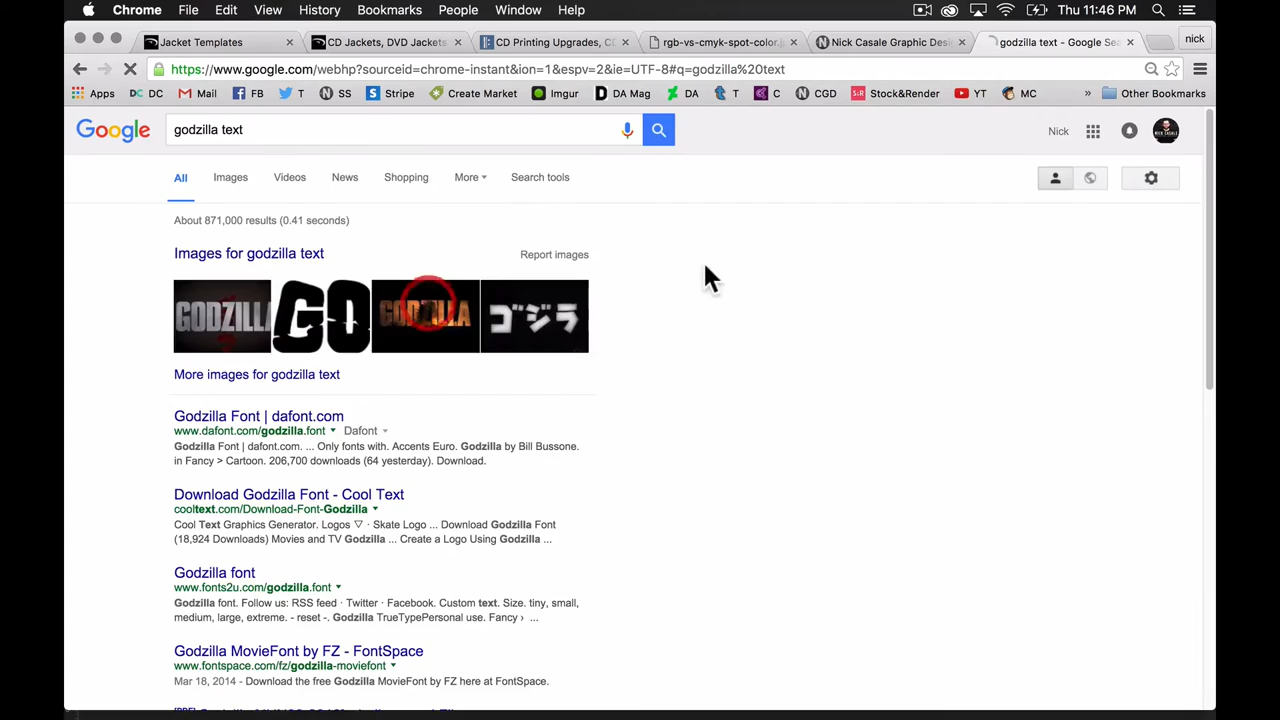 Chrome File Edit View History Bookmarks People Window Help Thu 11:46 PM
Jacket Templates CD Jackets, DVD Jackets CD Printing Upgrades, C rgb-vs-cmyk-spot-color.j Nick Casale Graphic Des godzilla text - Google Se nick
https://www.google.com/webhp?sourceid=chrome-instant&ion=1&espv=2&ie=UTF-8#q=godzilla%20text
Apps DC Mail FB T SS Stripe Create Market Imgur DA Mag DA T C CGD Stock&Render YT MC » Other Bookmarks
Google godzilla text Nick
All Images Videos News Shopping More Search tools
About 871,000 results (0.41 seconds)
Images for godzilla text Report images
GODZILLA GO GODZILLA ゴジラ
More images for godzilla text
Godzilla Font | dafont.com
www.dafont.com/godzilla.font Dafont
Godzilla Font | dafont.com. ... Only fonts with. Accents Euro. Godzilla by Bill Bussone.
in Fancy > Cartoon. 206,700 downloads (64 yesterday). Download.
Download Godzilla Font - Cool Text
cooltext.com/Download-Font-Godzilla
Cool Text Graphics Generator. Logos ▽ · Skate Logo ... Download Godzilla Font
(18,924 Downloads) Movies and TV Godzilla ... Create a Logo Using Godzilla ...
Godzilla font
www.fonts2u.com/godzilla.font
Godzilla font. Follow us: RSS feed · Twitter · Facebook. Custom text. Size. tiny, small,
medium, large, extreme. - reset -. Godzilla TrueTypePersonal use. Fancy › ...
Godzilla MovieFont by FZ - FontSpace
www.fontspace.com/fz/godzilla-moviefont
Mar 18, 2014 - Download the free Godzilla MovieFont by FZ here at FontSpace.